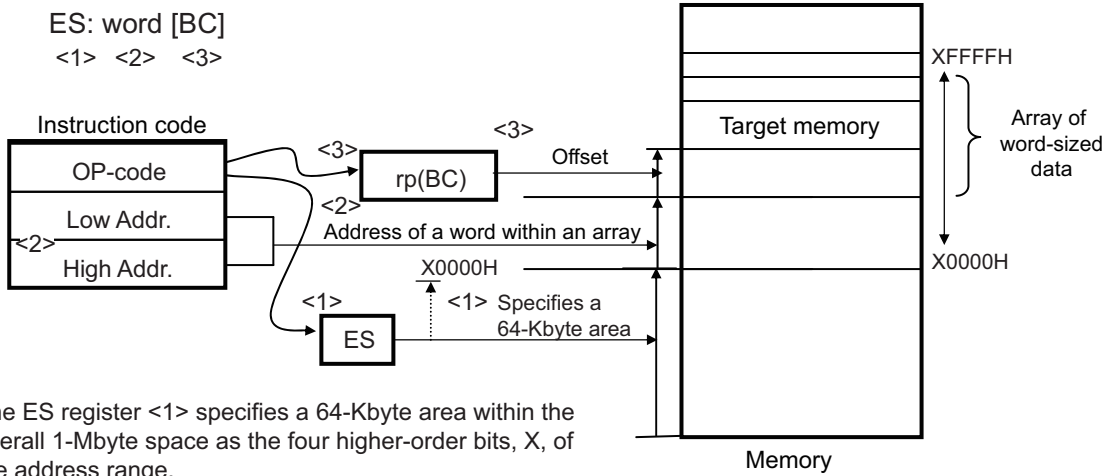 ES: word [BC]
<1> <2> <3>
Instruction code
OP-code
Low Addr.
<2>
High Addr.
<3>
rp(BC)
<3>
Offset
<2>
Address of a word within an array
X0000H
<1>
ES
<1> Specifies a
64-Kbyte area
Target memory
XFFFFH
Array of
word-sized
data
X0000H
Memory
ES register <1> specifies a 64-Kbyte area within the
1-Mbyte space as the four higher-order bits, X, of
address range.